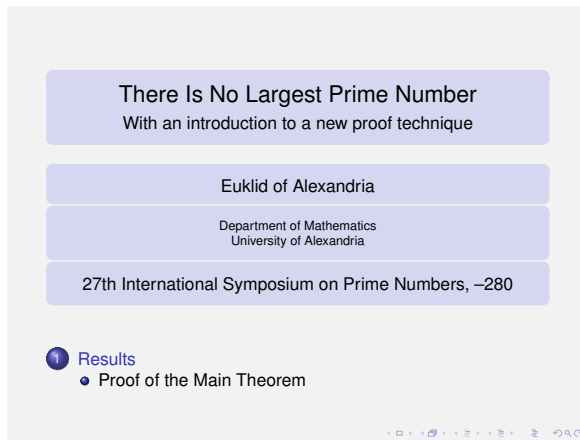 There Is No Largest Prime Number
With an introduction to a new proof technique
Euklid of Alexandria
Department of Mathematics
University of Alexandria
27th International Symposium on Prime Numbers, –280
1 Results
Proof of the Main Theorem